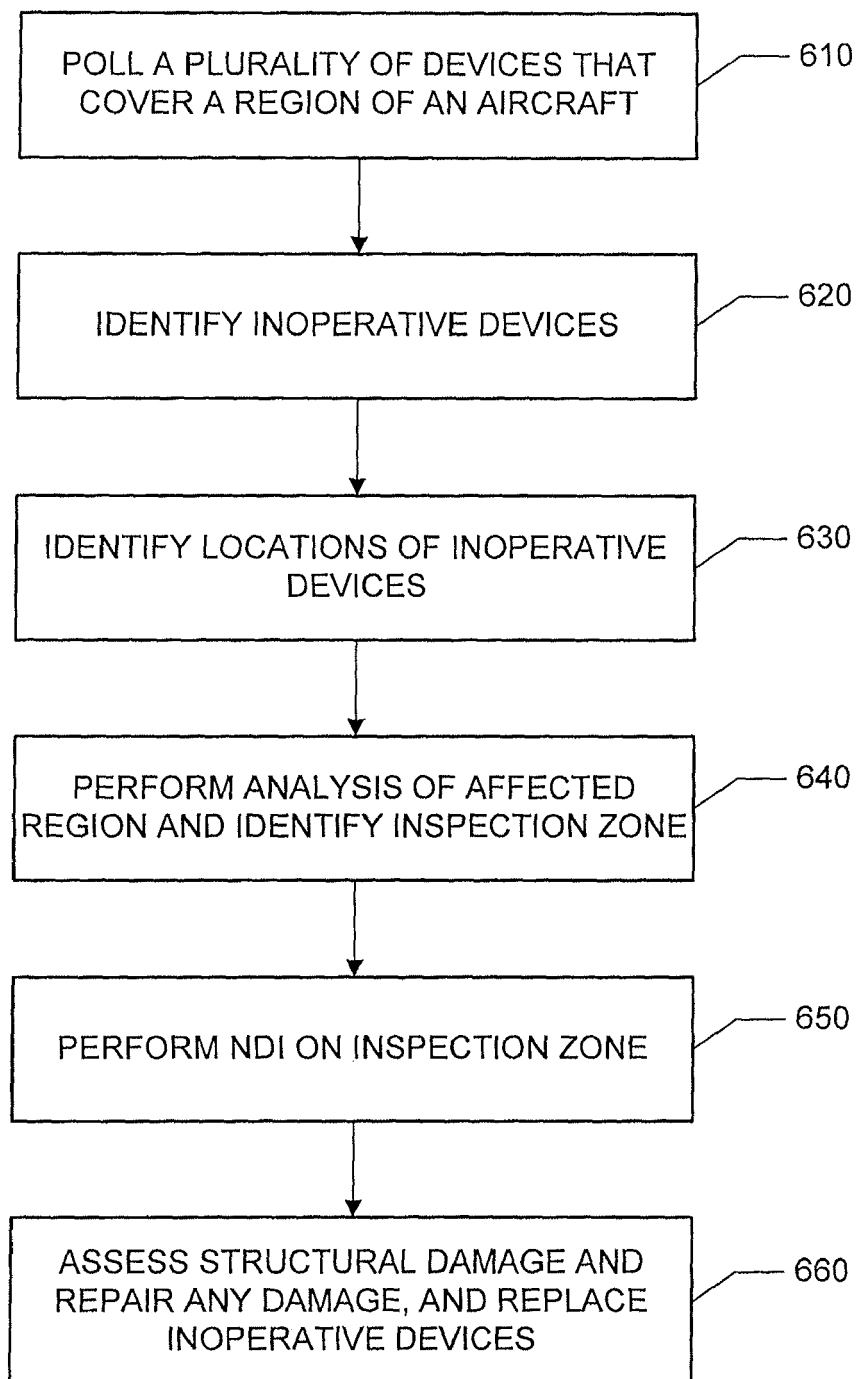 POLL A PLURALITY OF DEVICES THAT
COVER A REGION OF AN AIRCRAFT
610
IDENTIFY INOPERATIVE DEVICES
620
IDENTIFY LOCATIONS OF INOPERATIVE
DEVICES
630
PERFORM ANALYSIS OF AFFECTED
REGION AND IDENTIFY INSPECTION ZONE
640
PERFORM NDI ON INSPECTION ZONE
650
ASSESS STRUCTURAL DAMAGE AND
REPAIR ANY DAMAGE, AND REPLACE
INOPERATIVE DEVICES
660